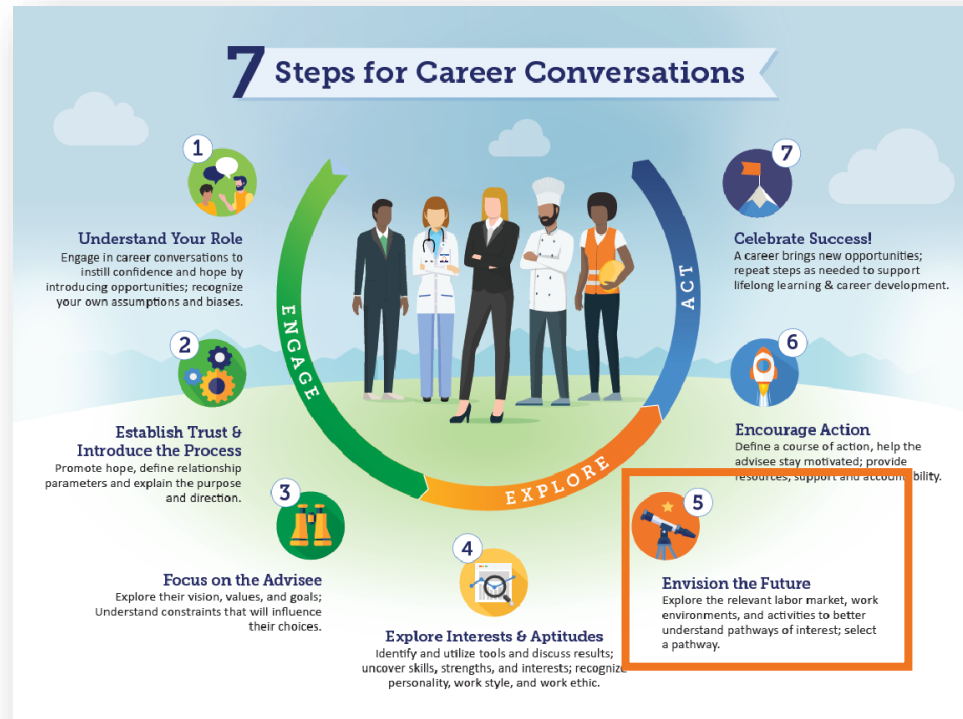 7 Steps for Career Conversations
1
Understand Your Role
Engage in career conversations to
instill confidence and hope by
introducing opportunities; recognize
your own assumptions and biases.
2
Establish Trust &
Introduce the Process
Promote hope, define relationship
parameters and explain the purpose
and direction.
3
Focus on the Advisee
Explore their vision, values, and goals;
Understand constraints that will influence
their choices.
4
Explore Interests & Aptitudes
Identify and utilize tools and discuss results;
uncover skills, strengths, and interests; recognize
personality, work style, and work ethic.
5
Envision the Future
Explore the relevant labor market, work
environments, and activities to better
understand pathways of interest; select
a pathway.
6
Encourage Action
Define a course of action, help the
advisee stay motivated; provide
resources, support and accountability.
7
Celebrate Success!
A career brings new opportunities;
repeat steps as needed to support
lifelong learning & career development.
ENGAGE
EXPLORE
ACT